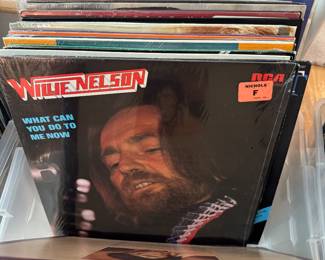 WILLIE NELSON
RCA
NICHOLS
F
WHAT CAN
YOU DO TO
ME NOW